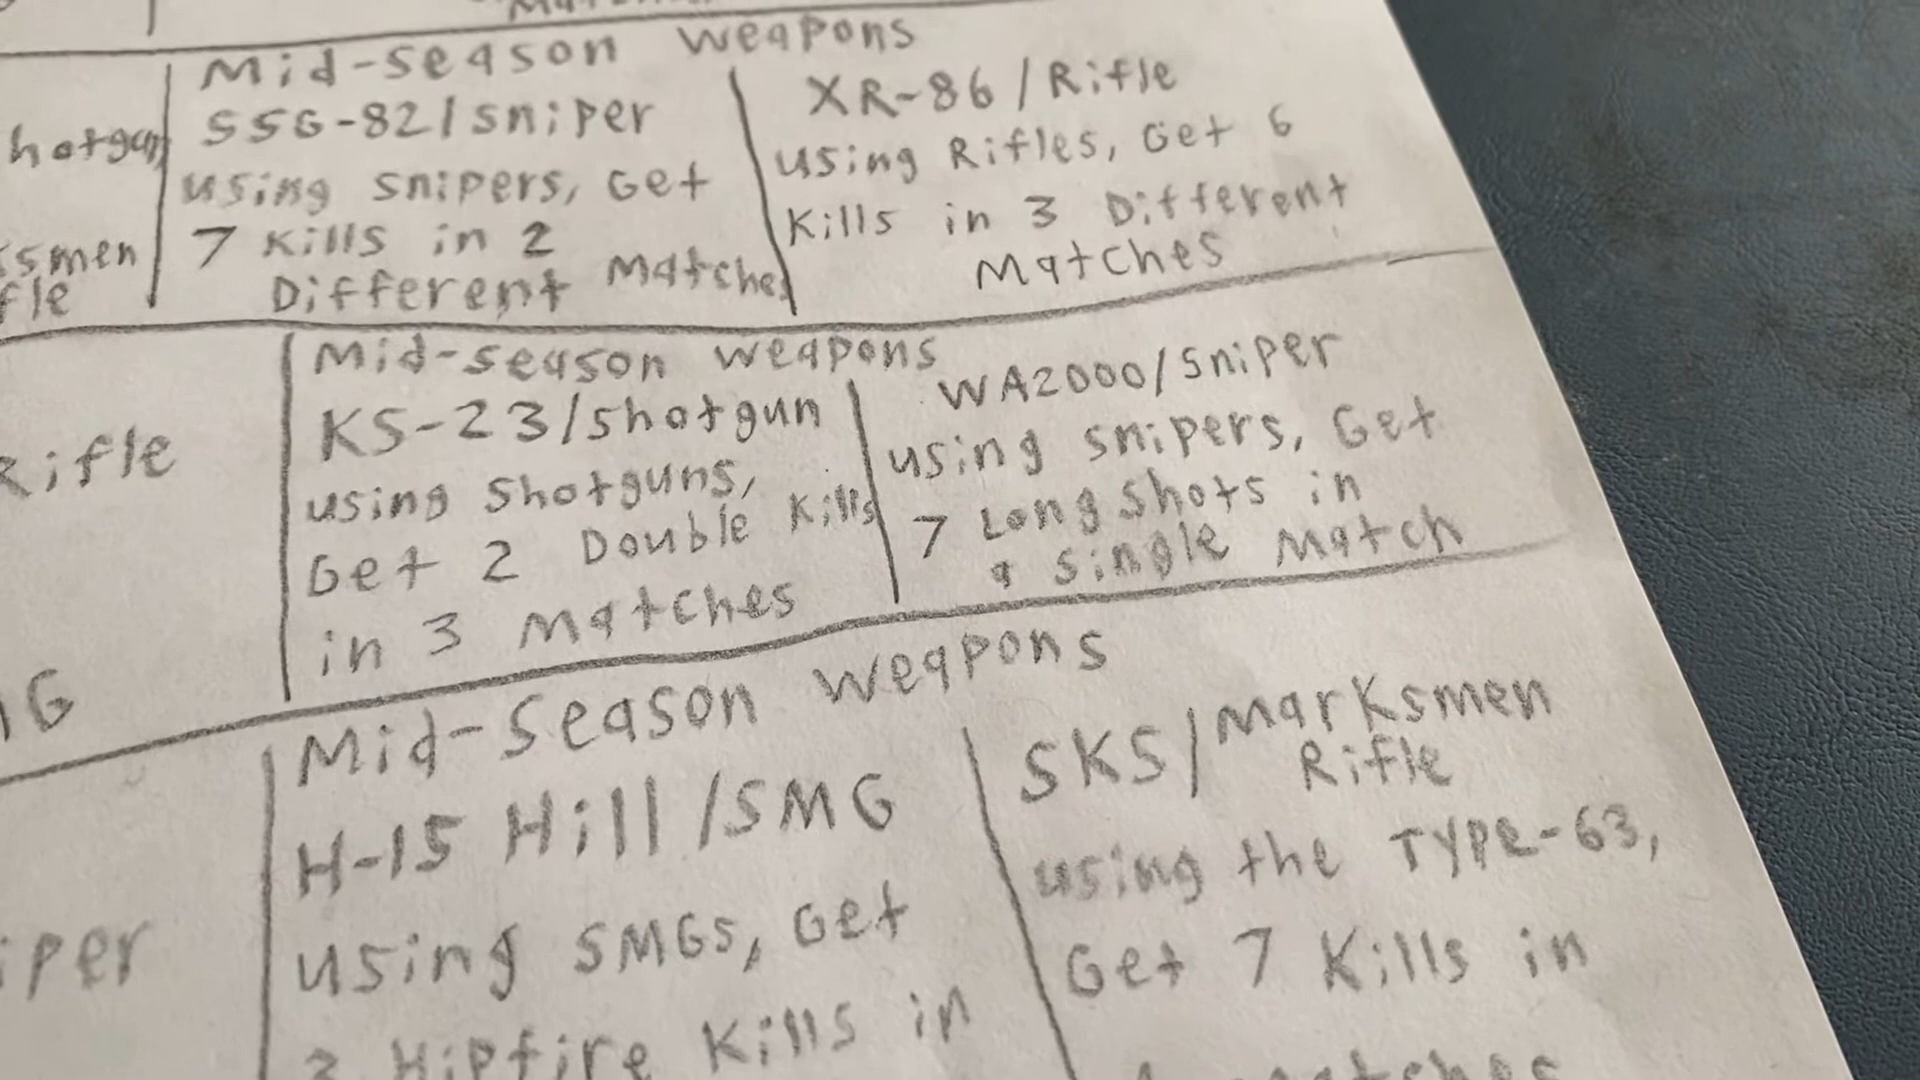 Mid-season weapons
hotgun
SSG-82/sniper
using snipers, Get
7 Kills in 2
Different Matches
XR-86/Rifle
using Rifles, Get 6
Kills in 3 Different
Matches
Mid-season weapons
Rifle
KS-23/shotgun
using Shotguns,
Get 2 Double Kills
in 3 Matches
WA2000/Sniper
using snipers, Get
7 Long Shots in
a single Match
Mid-Season weapons
H-15 Hill/SMG
using SMGs, Get
Hipfire Kills in
SKS/Marksmen
Rifle
using the TYPE-63,
Get 7 Kills in